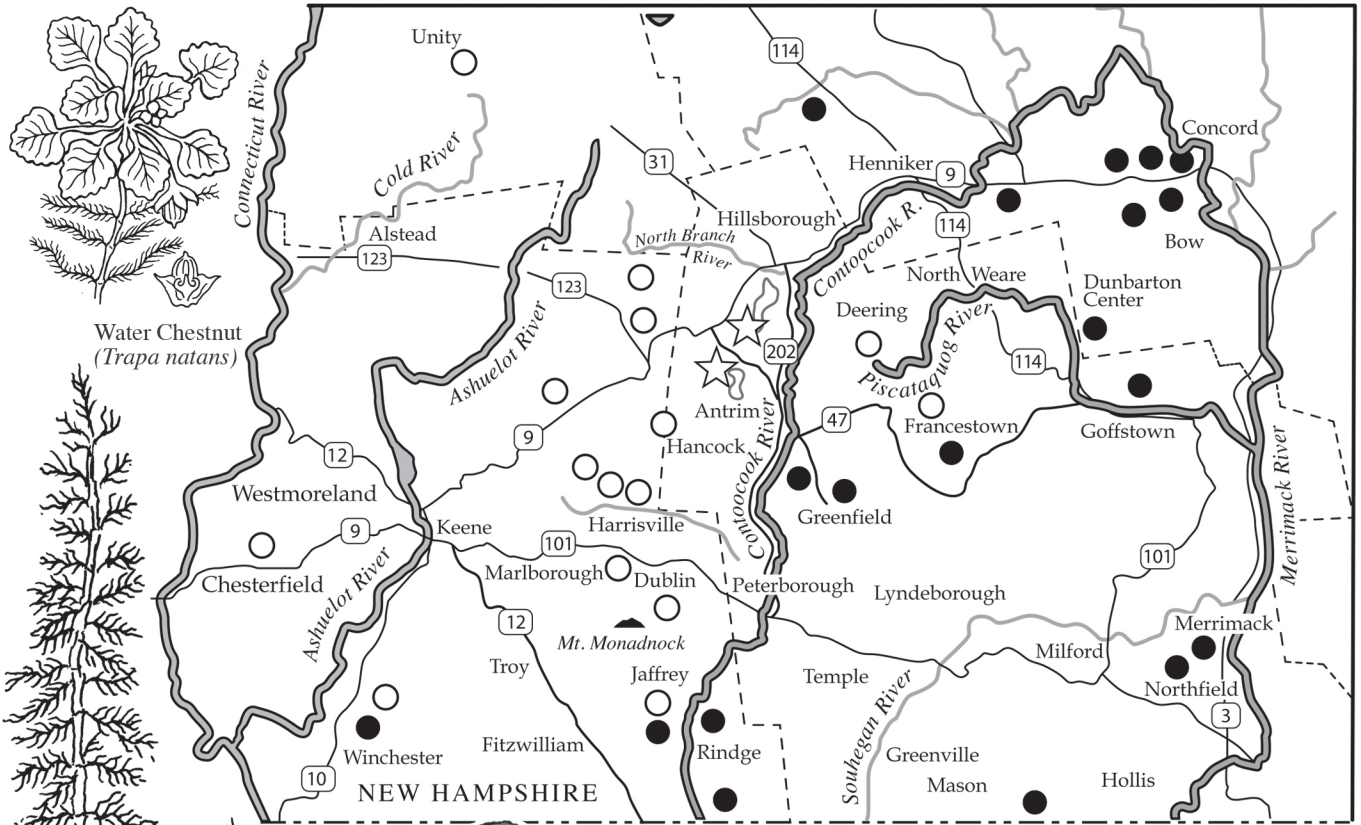 Unity
114
Connecticut River
Concord
Cold River
31
Henniker
9
Hillsborough
Contoocook R.
114
Alstead
North Branch
River
Bow
123
123
North Weare
Dunbarton
Center
Deering
Water Chestnut
(Trapa natans)
Ashuelot River
202
Piscataquog River
114
Antrim
47
Francestown
Goffstown
9
Hancock
Contoocook River
12
Merrimack River
Westmoreland
Greenfield
Harrisville
Keene
9
101
101
Chesterfield
Marlborough
Dublin
Peterborough
Lyndeborough
Ashuelot River
12
Mt. Monadnock
Merrimack
Milford
Troy
Jaffrey
Temple
Northfield
Souhegan River
3
Winchester
Fitzwilliam
Rindge
Greenville
10
Mason
Hollis
NEW HAMPSHIRE